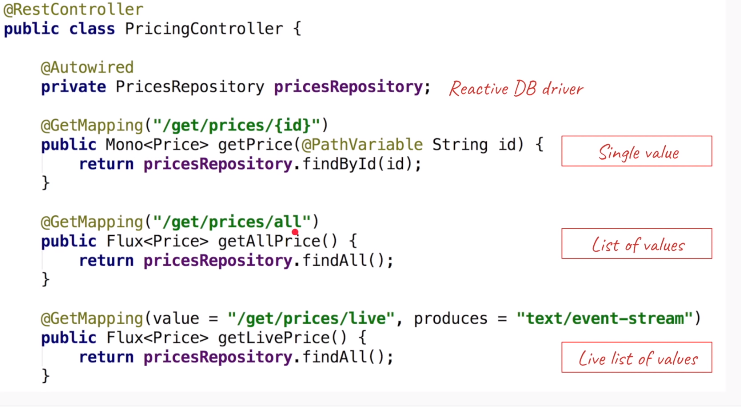 @RestController
public class PricingController {
@Autowired
private PricesRepository pricesRepository; Reactive DB driver
@GetMapping("/get/prices/{id}")
public Mono<Price> getPrice(@PathVariable String id) {
Single value
return pricesRepository.findById(id);
}
@GetMapping("/get/prices/all")
public Flux<Price> getAllPrice() {
List of values
return pricesRepository.findAll();
}
@GetMapping(value = "/get/prices/live", produces = "text/event-stream")
public Flux<Price> getLivePrice() {
return pricesRepository.findAll(); Live list of values
}